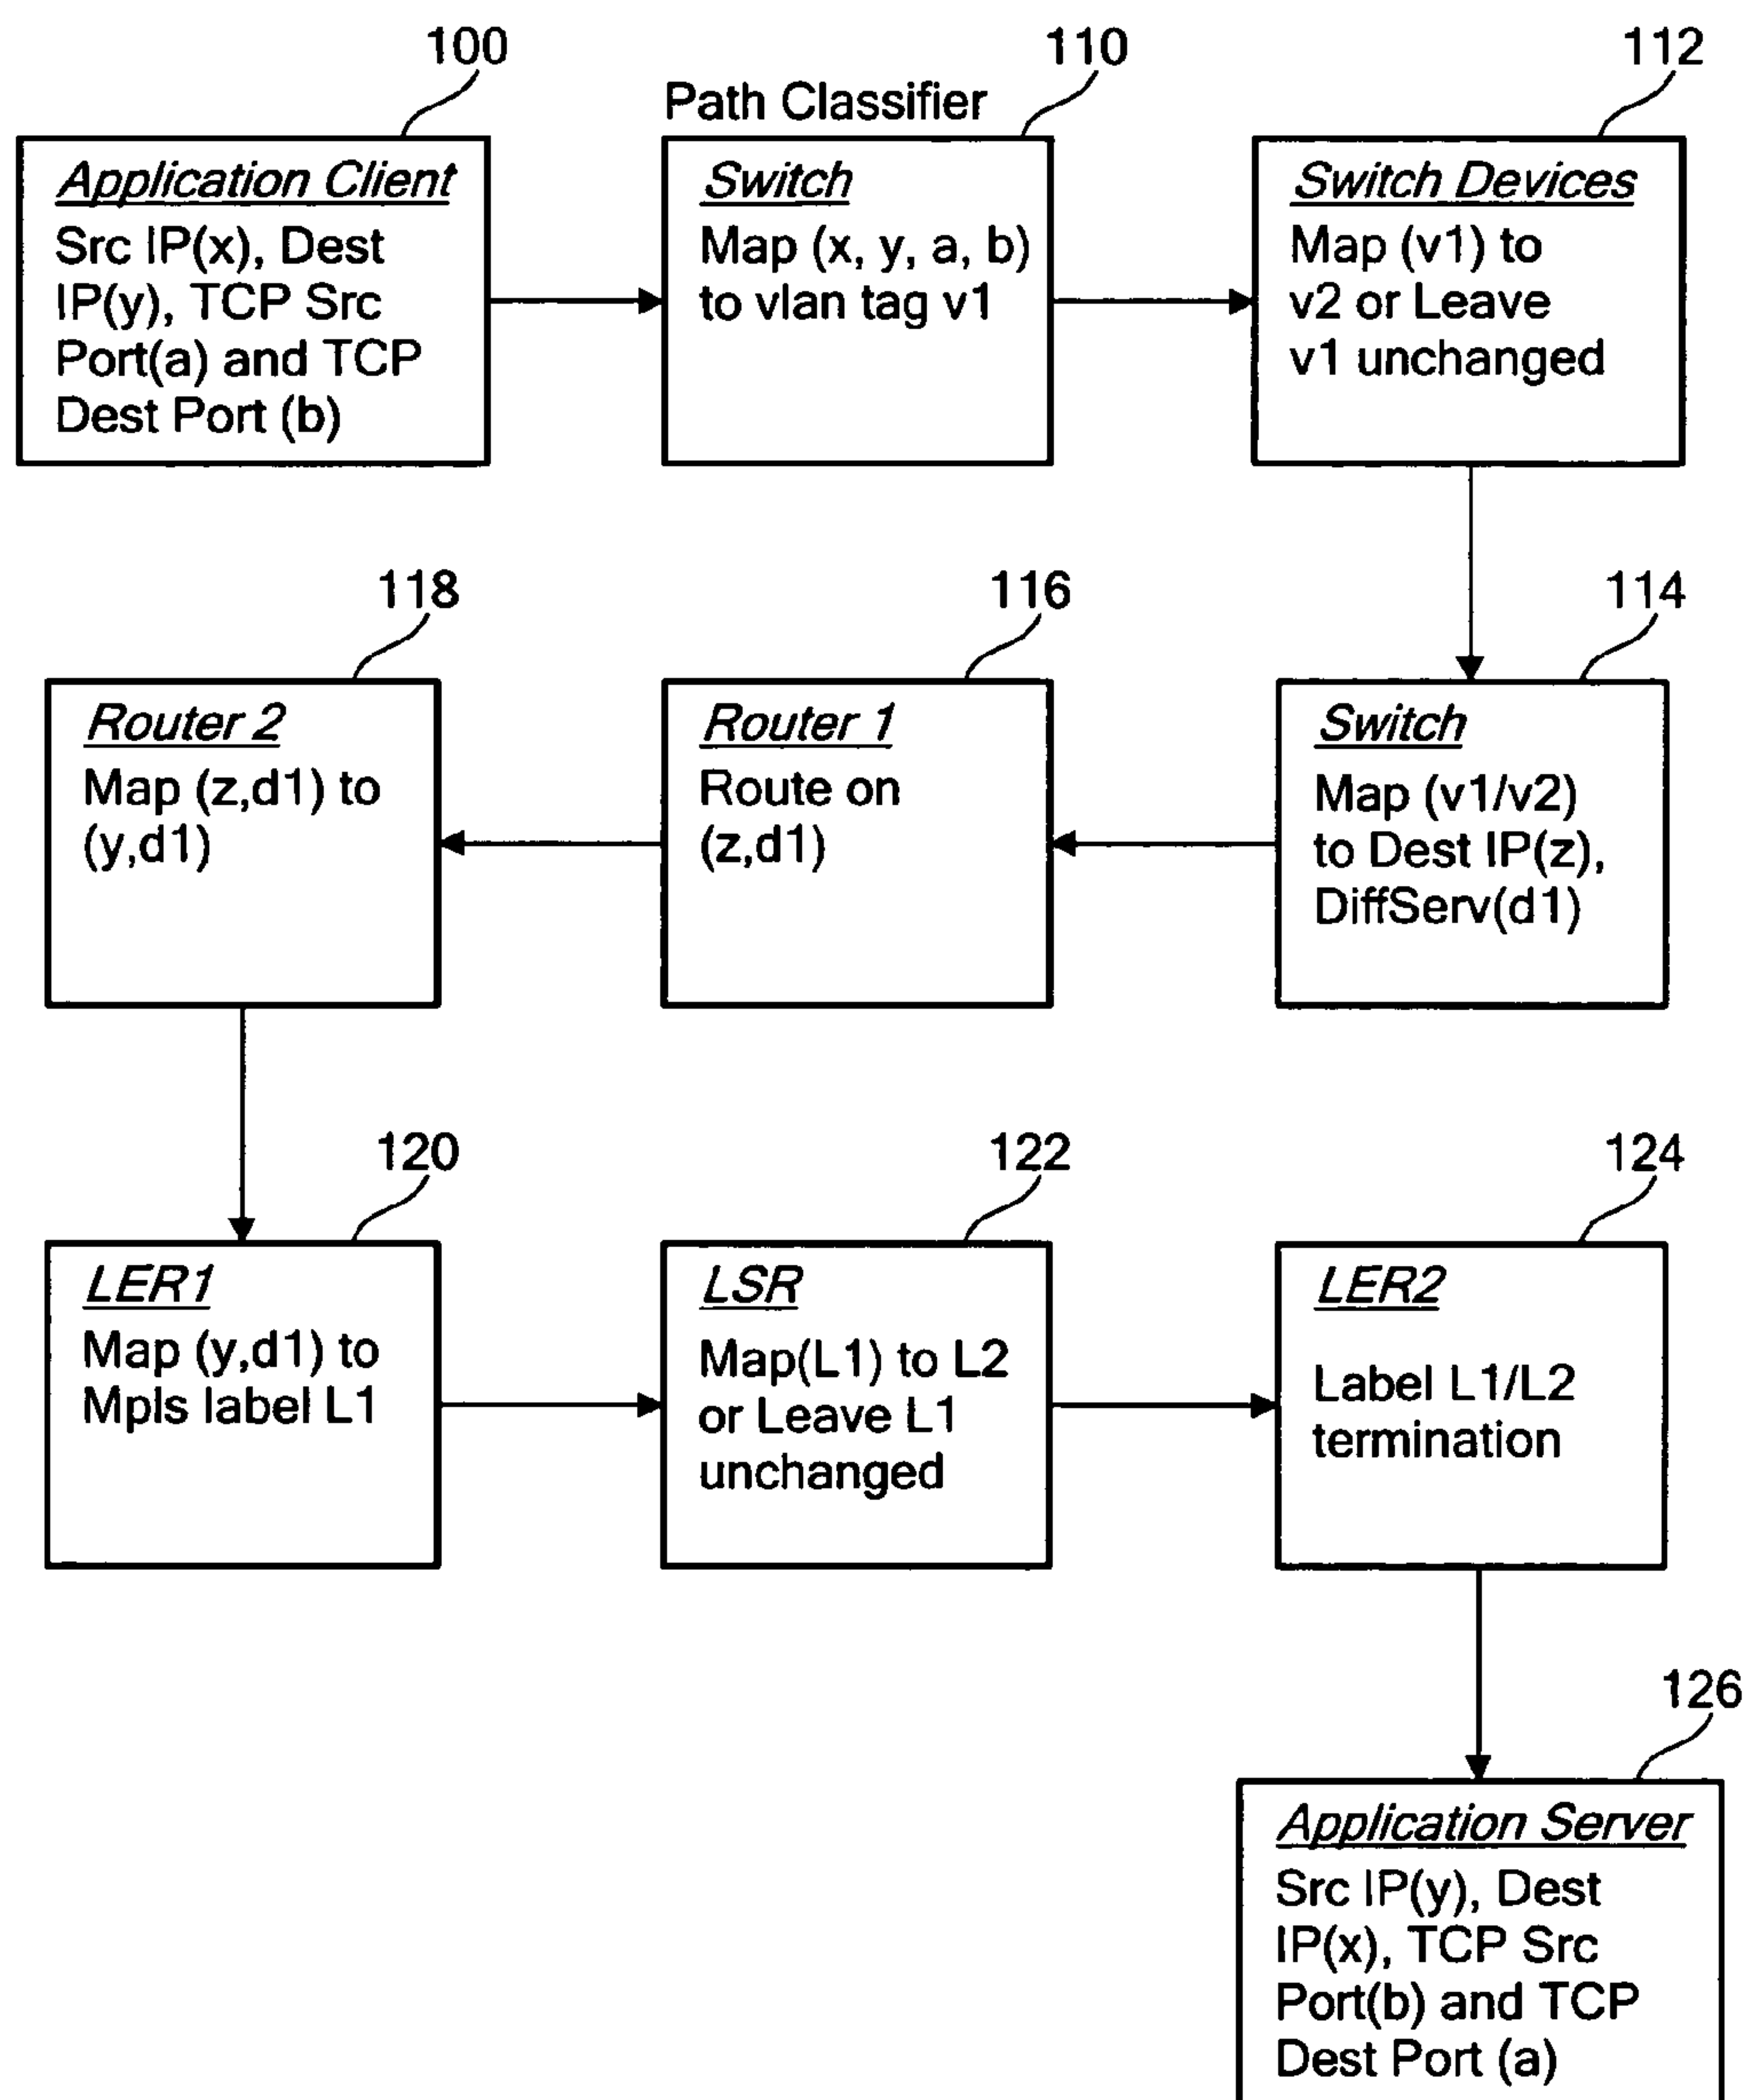 100
Application Client
Src IP(x), Dest
IP(y), TCP Src
Port(a) and TCP
Dest Port (b)
110
Path Classifier
Switch
Map (x, y, a, b)
to vlan tag v1
112
Switch Devices
Map (v1) to
v2 or Leave
v1 unchanged
114
Switch
Map (v1/v2)
to Dest IP(z),
DiffServ(d1)
116
Router 1
Route on
(z,d1)
118
Router 2
Map (z,d1) to
(y,d1)
120
LER1
Map (y,d1) to
Mpls label L1
122
LSR
Map(L1) to L2
or Leave L1
unchanged
124
LER2
Label L1/L2
termination
126
Application Server
Src IP(y), Dest
IP(x), TCP Src
Port(b) and TCP
Dest Port (a)